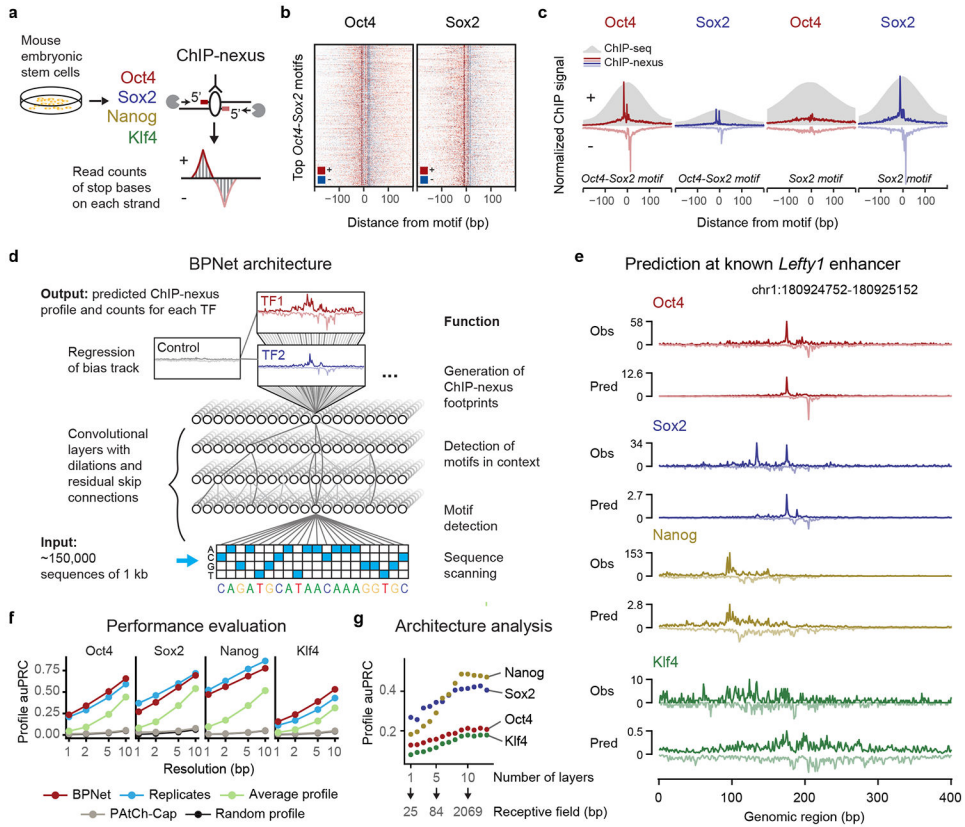 a
Mouse
embryonic
stem cells
Oct4
Sox2
Nanog
Klf4
ChIP-nexus
5'
5'
Read counts
of stop bases
on each strand
+
-
b
Oct4
Sox2
Top Oct4-Sox2 motifs
+
-
+
-
−100 0 100
−100 0 100
Distance from motif (bp)
c
Oct4
Sox2
Oct4
Sox2
Normalized ChIP signal
ChIP-seq
ChIP-nexus
+
-
Oct4-Sox2 motif
Oct4-Sox2 motif
Sox2 motif
Sox2 motif
−100 0 100
−100 0 100
−100 0 100
−100 0 100
Distance from motif (bp)
d
BPNet architecture
Output: predicted ChIP-nexus
profile and counts for each TF
TF1
Function
Regression
of bias track
Control
TF2
...
Generation of
ChIP-nexus
footprints
Convolutional
layers with
dilations and
residual skip
connections
Detection of
motifs in context
Motif
detection
Input:
~150,000
sequences of 1 kb
A
C
G
T
Sequence
scanning
CAGATGCATAACAAAGGTGC
e
Prediction at known Lefty1 enhancer
chr1:180924752-180925152
Oct4
Obs
58
0
Pred
12.6
0
Sox2
Obs
34
0
Pred
2.7
0
Nanog
Obs
153
0
Pred
2.8
0
Klf4
Obs
10
0
Pred
0.5
0
0 100 200 300 400
Genomic region (bp)
f
Performance evaluation
Oct4
Sox2
Nanog
Klf4
Profile auPRC
0.75
0.50
0.25
0.00
1 2 5 10
1 2 5 10
1 2 5 10
1 2 5 10
Resolution (bp)
BPNet
Replicates
Average profile
PAtCh-Cap
Random profile
g
Architecture analysis
Profile auPRC
0.4
0.2
Nanog
Sox2
Oct4
Klf4
1 5 10 Number of layers
25 84 2069 Receptive field (bp)